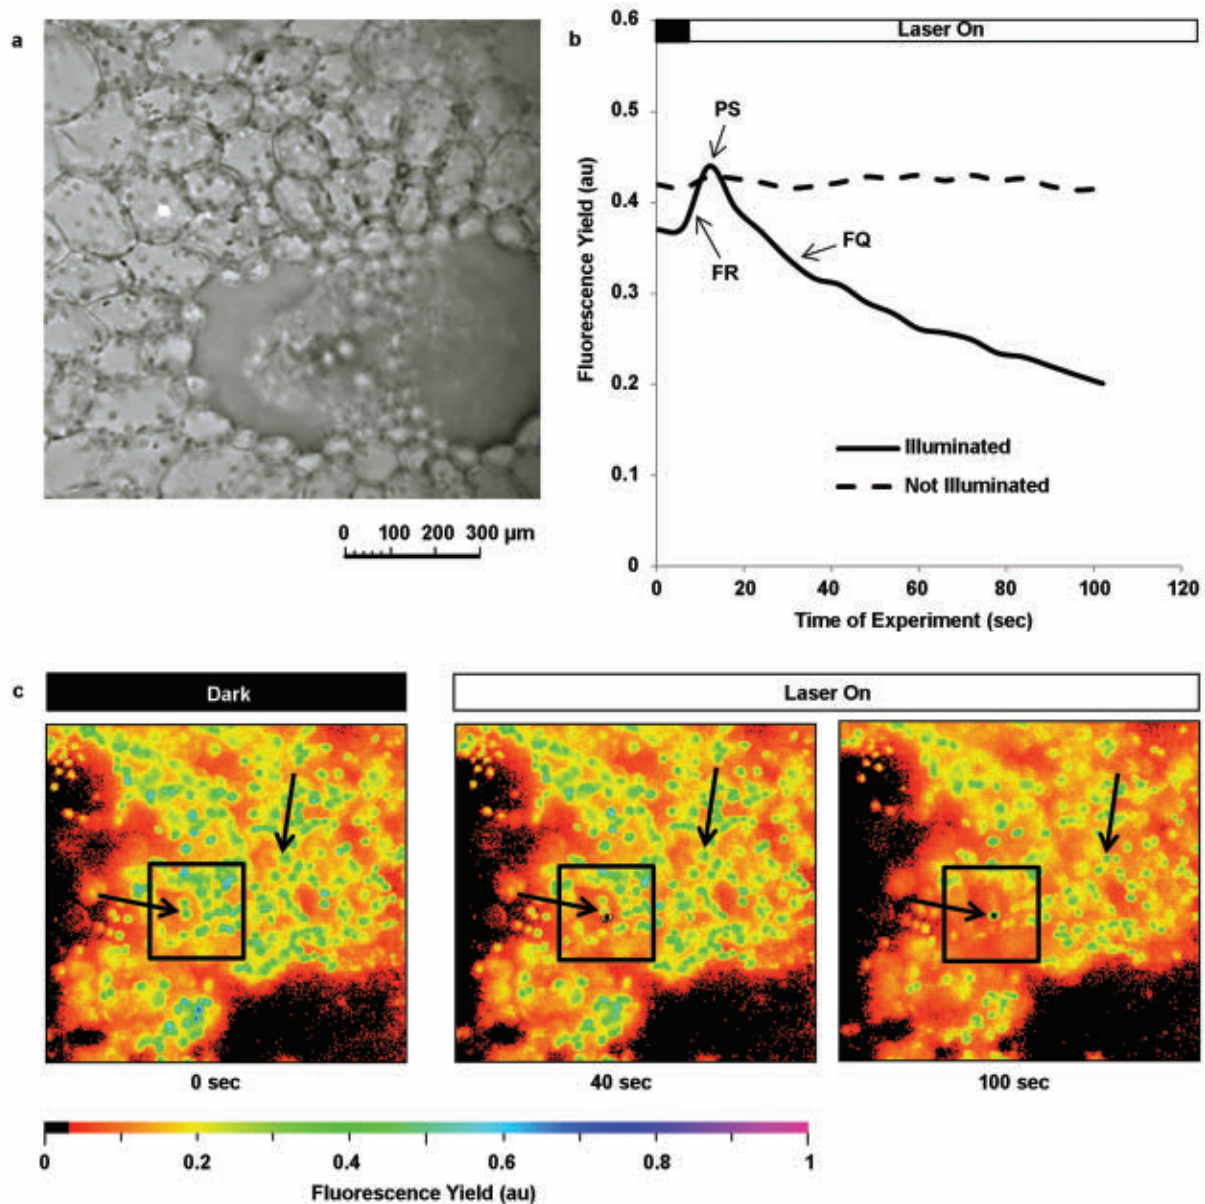 a
0 100 200 300 µm
b
Laser On
0.6
0.5
0.4
0.3
0.2
0.1
0
Fluorescence Yield (au)
PS
FR
FQ
Illuminated
Not Illuminated
0 20 40 60 80 100 120
Time of Experiment (sec)
c
Dark
Laser On
0 sec
40 sec
100 sec
0 0.2 0.4 0.6 0.8 1
Fluorescence Yield (au)